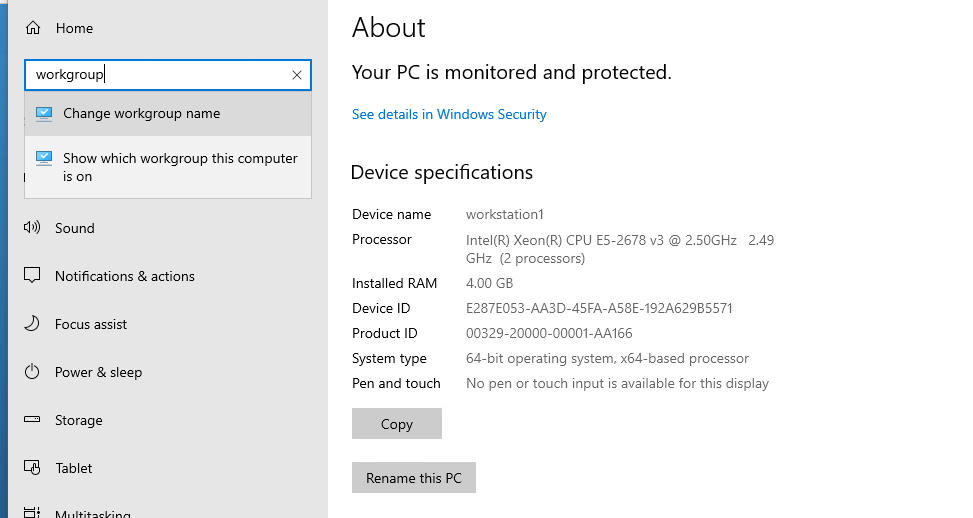 Home
workgroup
Change workgroup name
Show which workgroup this computer
is on
Sound
Notifications & actions
Focus assist
Power & sleep
Storage
Tablet
Multitasking
About
Your PC is monitored and protected.
See details in Windows Security
Device specifications
Device name workstation1
Processor Intel(R) Xeon(R) CPU E5-2678 v3 @ 2.50GHz 2.49
GHz (2 processors)
Installed RAM 4.00 GB
Device ID E287E053-AA3D-45FA-A58E-192A629B5571
Product ID 00329-20000-00001-AA166
System type 64-bit operating system, x64-based processor
Pen and touch No pen or touch input is available for this display
Copy
Rename this PC